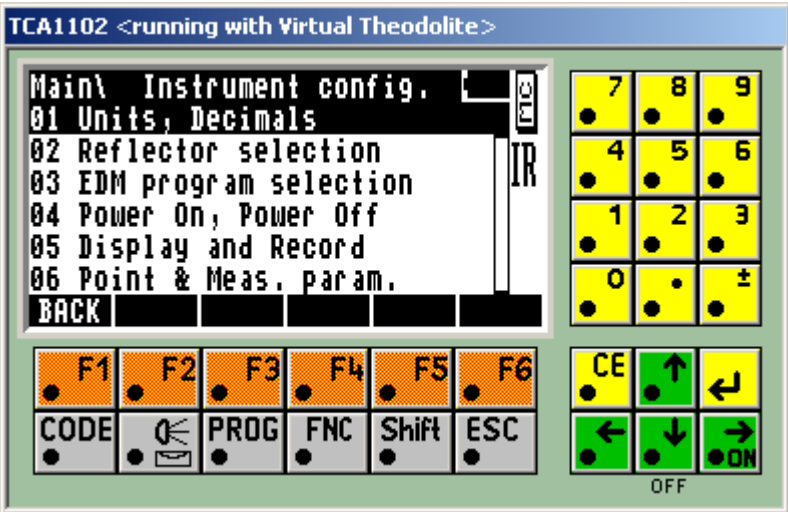 TCA1102 <running with Virtual Theodolite>
Main\ Instrument config.
01 Units, Decimals
02 Reflector selection
03 EDM program selection
04 Power On, Power Off
05 Display and Record
06 Point & Meas. param.
BACK
IR
7 8 9
4 5 6
1 2 3
0 . ±
F1 F2 F3 F4 F5 F6
CE
CODE PROG FNC Shift ESC
ON
OFF